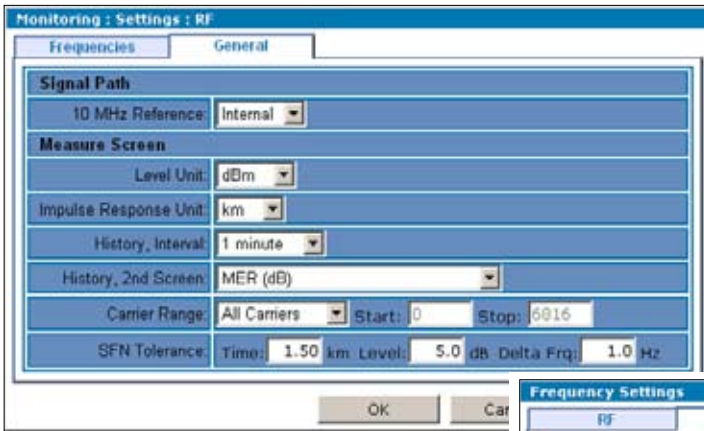 Monitoring : Settings : RF
Frequencies General
Signal Path
10 MHz Reference: Internal
Measure Screen
Level Unit: dBm
Impulse Response Unit: km
History, Interval: 1 minute
History, 2nd Screen: MER (dB)
Carrier Range: All Carriers Start: 0 Stop: 6816
SFN Tolerance: Time: 1.50 km Level: 5.0 dB Delta Frq: 1.0 Hz
OK
Frequency Settings
RF